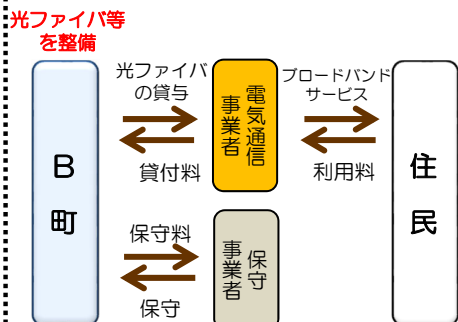 光ファイバ等
を整備
B町
光ファイバ
の貸与
貸付料
電気通信
事業者
ブロードバンド
サービス
利用料
住民
保守料
保守
保守
事業者